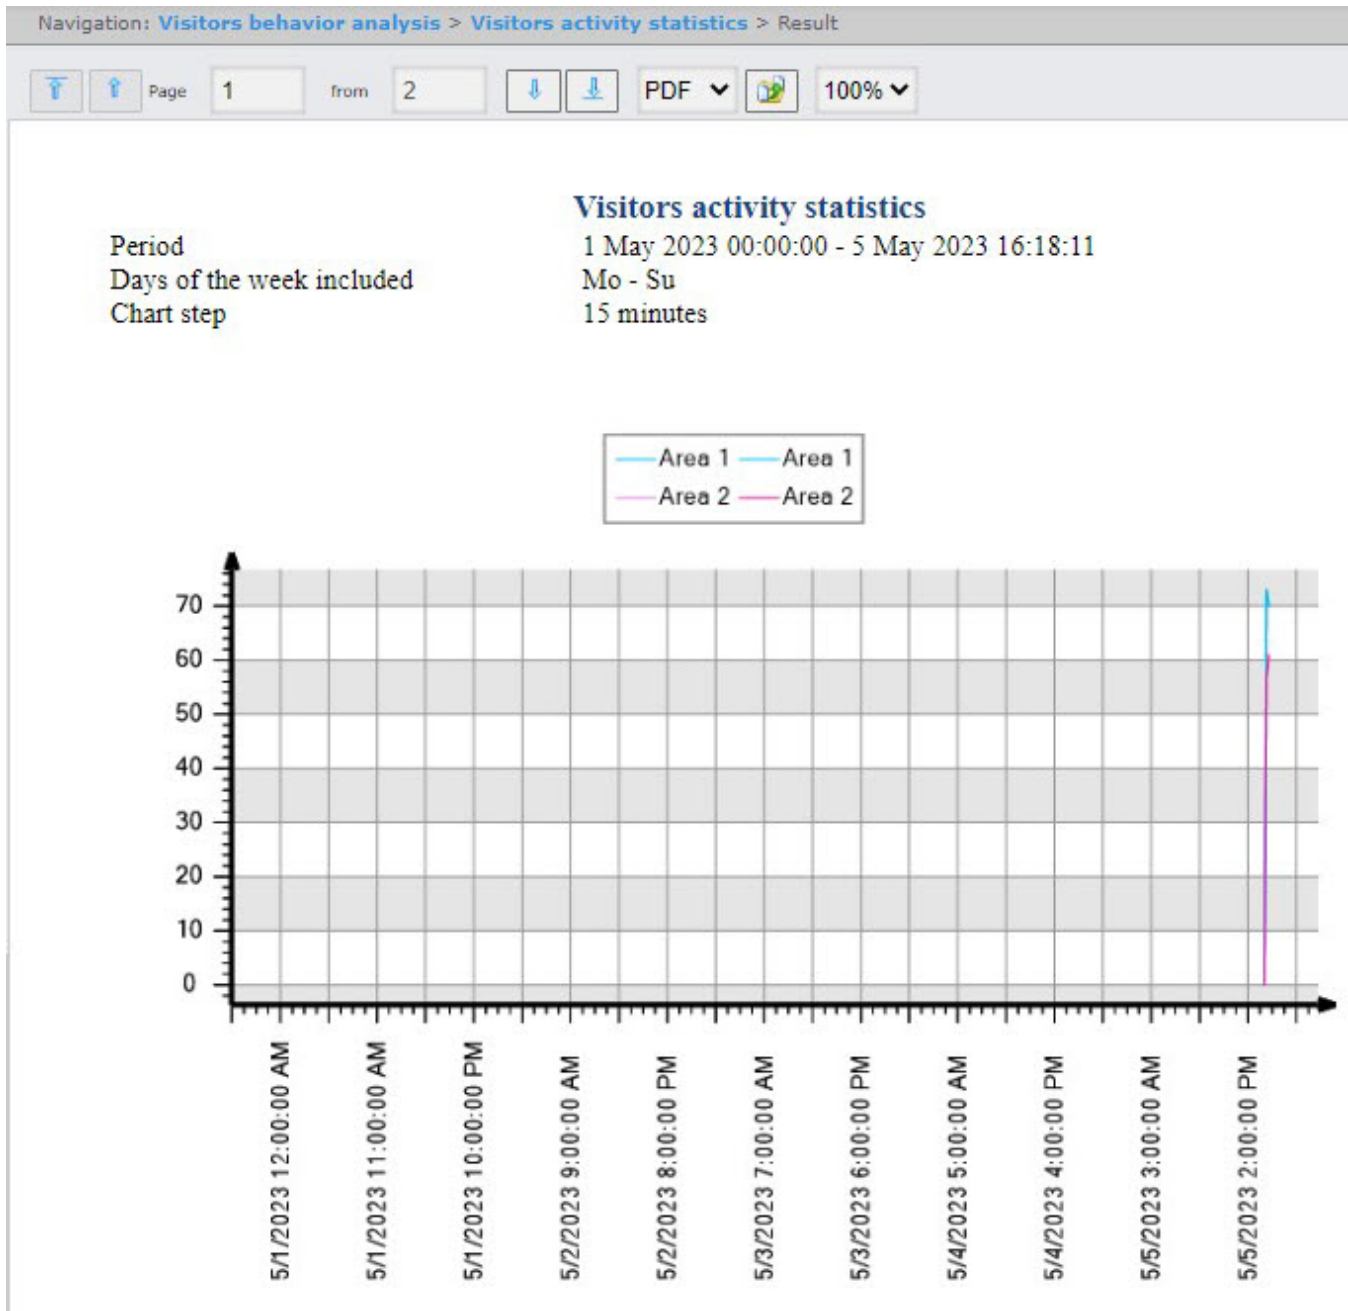 Navigation: Visitors behavior analysis > Visitors activity statistics > Result
Page 1 from 2 PDF 100%
Visitors activity statistics
Period 1 May 2023 00:00:00 - 5 May 2023 16:18:11
Days of the week included Mo - Su
Chart step 15 minutes
Area 1 Area 1
Area 2 Area 2
70
60
50
40
30
20
10
0
5/1/2023 12:00:00 AM
5/1/2023 11:00:00 AM
5/1/2023 10:00:00 PM
5/2/2023 9:00:00 AM
5/2/2023 8:00:00 PM
5/3/2023 7:00:00 AM
5/3/2023 6:00:00 PM
5/4/2023 5:00:00 AM
5/4/2023 4:00:00 PM
5/5/2023 3:00:00 AM
5/5/2023 2:00:00 PM